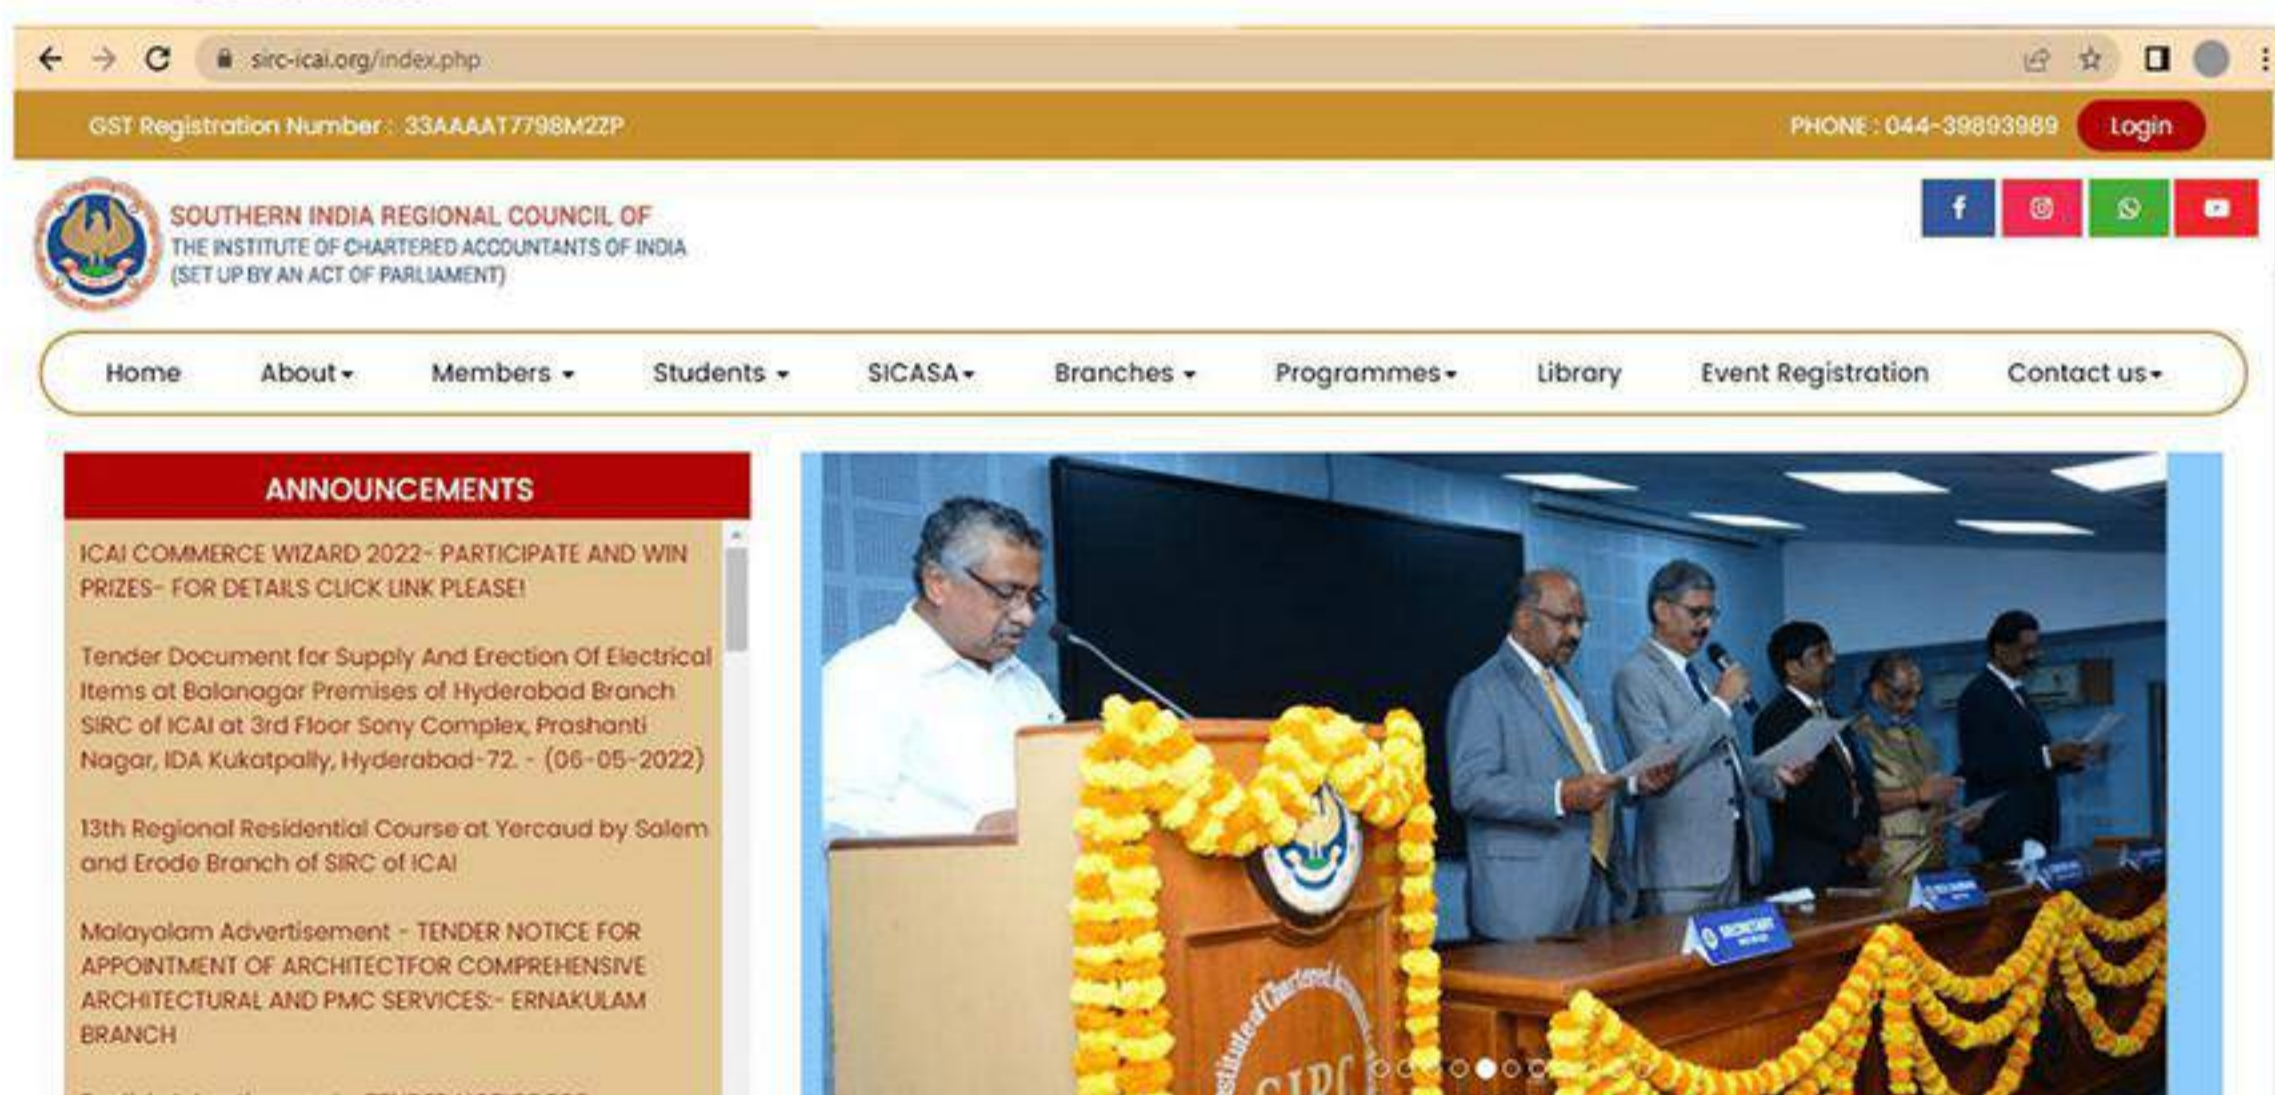 sirc-icai.org/index.php
GST Registration Number : 33AAAAT7798M2ZP
PHONE : 044-39893989
Login
SOUTHERN INDIA REGIONAL COUNCIL OF
THE INSTITUTE OF CHARTERED ACCOUNTANTS OF INDIA
(SET UP BY AN ACT OF PARLIAMENT)
Home About Members Students SICASA Branches Programmes Library Event Registration Contact us
ANNOUNCEMENTS
ICAI COMMERCE WIZARD 2022- PARTICIPATE AND WIN
PRIZES- FOR DETAILS CLICK LINK PLEASE!
Tender Document for Supply And Erection Of Electrical
Items at Balanagar Premises of Hyderabad Branch
SIRC of ICAI at 3rd Floor Sony Complex, Prashanti
Nagar, IDA Kukatpally, Hyderabad-72. - (06-05-2022)
13th Regional Residential Course at Yercaud by Salem
and Erode Branch of SIRC of ICAI
Malayalam Advertisement - TENDER NOTICE FOR
APPOINTMENT OF ARCHITECTFOR COMPREHENSIVE
ARCHITECTURAL AND PMC SERVICES:- ERNAKULAM
BRANCH
SECRETARY
of Chartered
SIRC